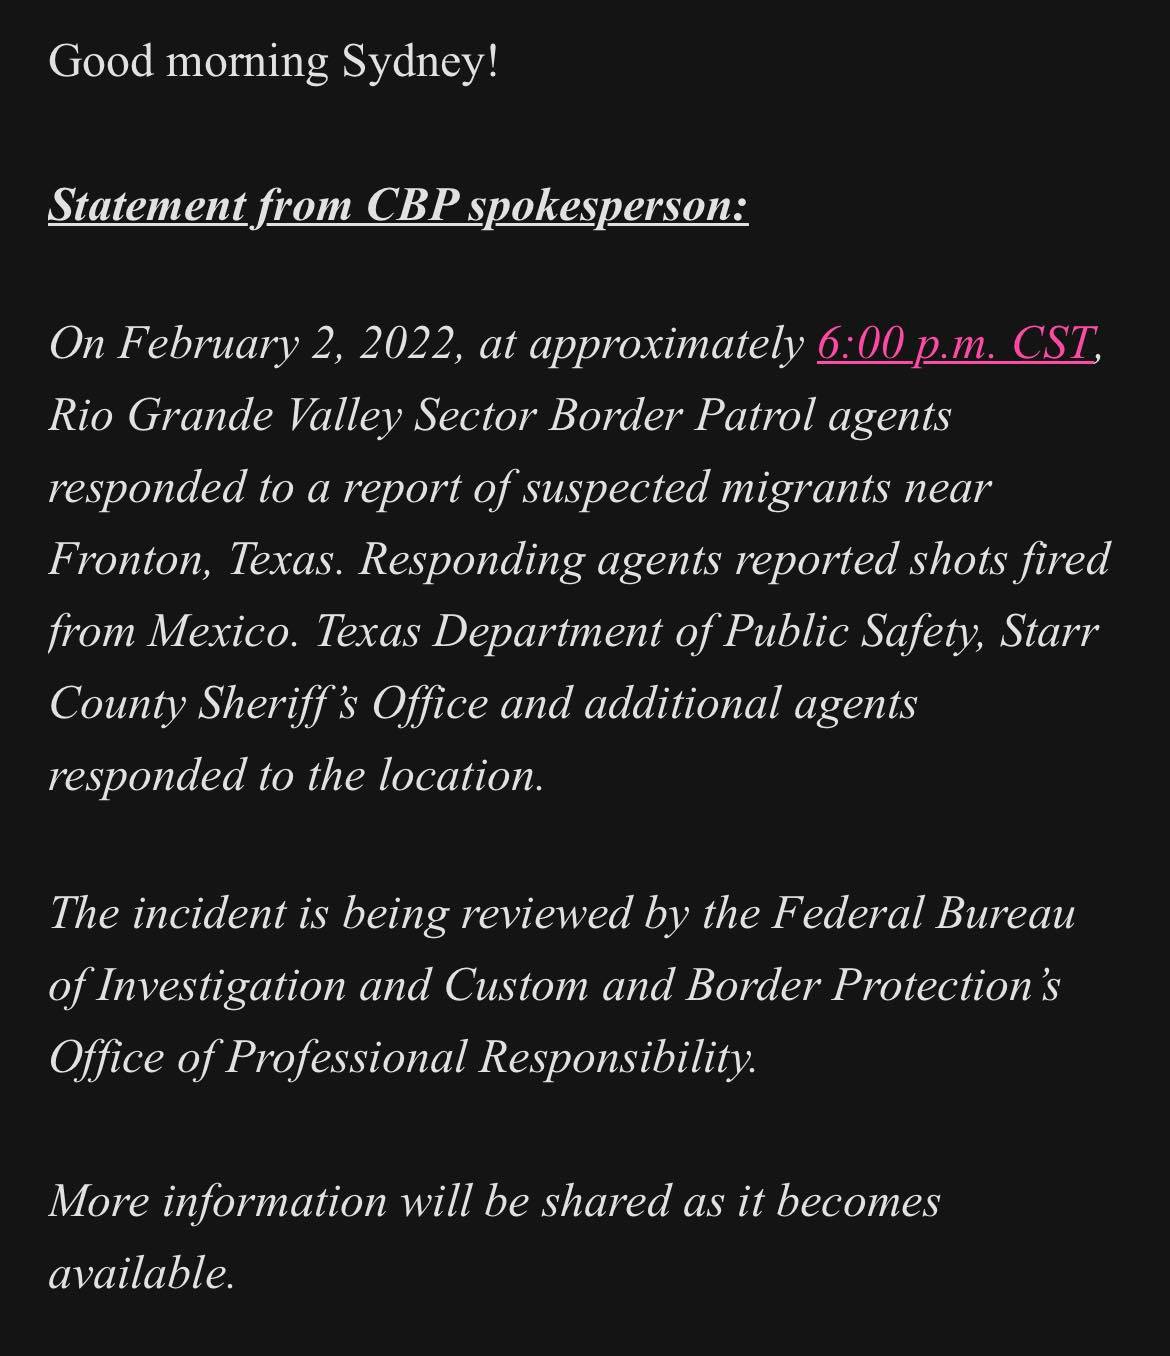 Good morning Sydney!
Statement from CBP spokesperson:
On February 2, 2022, at approximately 6:00 p.m. CST,
Rio Grande Valley Sector Border Patrol agents
responded to a report of suspected migrants near
Fronton, Texas. Responding agents reported shots fired
from Mexico. Texas Department of Public Safety, Starr
County Sheriff’s Office and additional agents
responded to the location.
The incident is being reviewed by the Federal Bureau
of Investigation and Custom and Border Protection’s
Office of Professional Responsibility.
More information will be shared as it becomes
available.